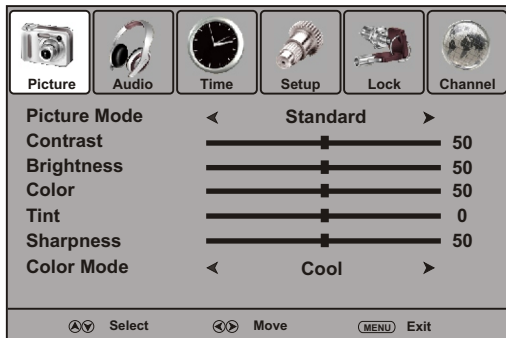 Picture Audio Time Setup Lock Channel
Picture Mode Standard
Contrast 50
Brightness 50
Color 50
Tint 0
Sharpness 50
Color Mode Cool
Select Move MENU Exit